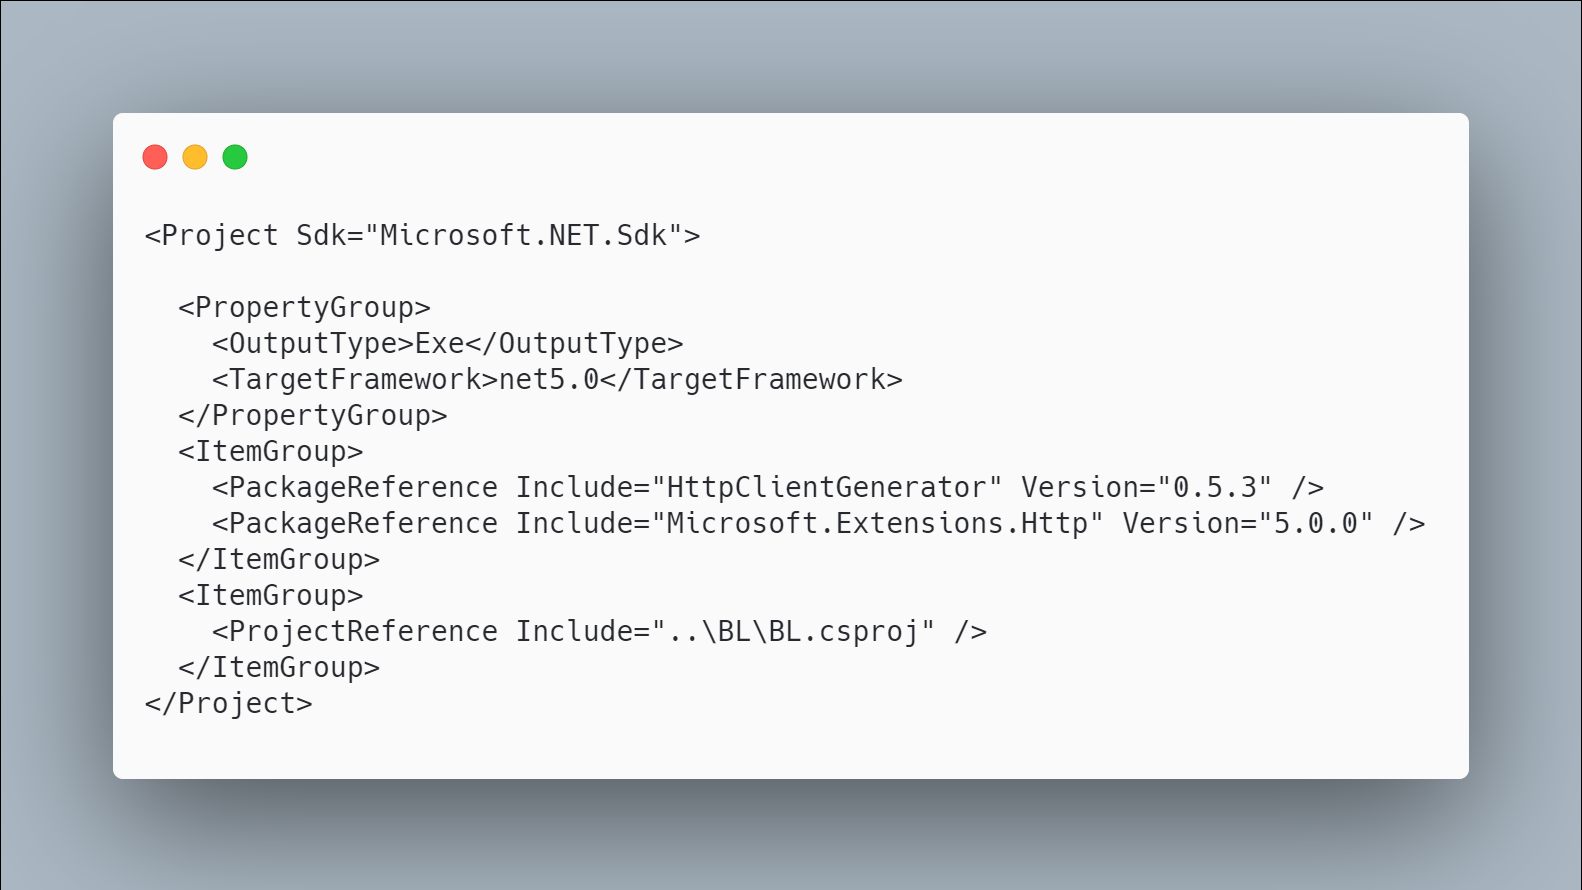 <Project Sdk="Microsoft.NET.Sdk">
<PropertyGroup>
<OutputType>Exe</OutputType>
<TargetFramework>net5.0</TargetFramework>
</PropertyGroup>
<ItemGroup>
<PackageReference Include="HttpClientGenerator" Version="0.5.3" />
<PackageReference Include="Microsoft.Extensions.Http" Version="5.0.0" />
</ItemGroup>
<ItemGroup>
<ProjectReference Include="..\BL\BL.csproj" />
</ItemGroup>
</Project>